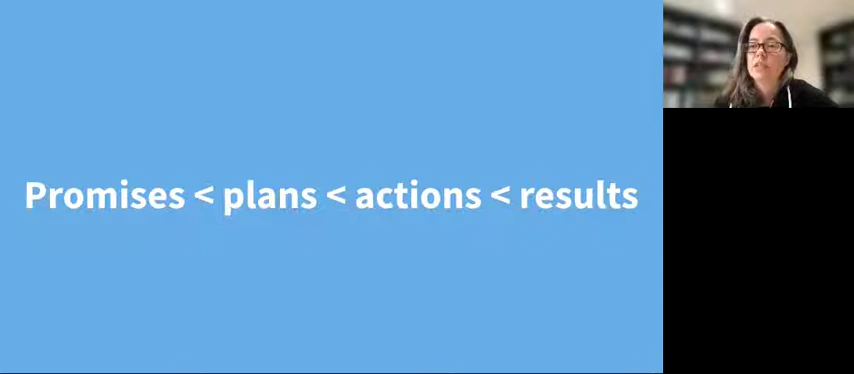 Promises < plans < actions < results